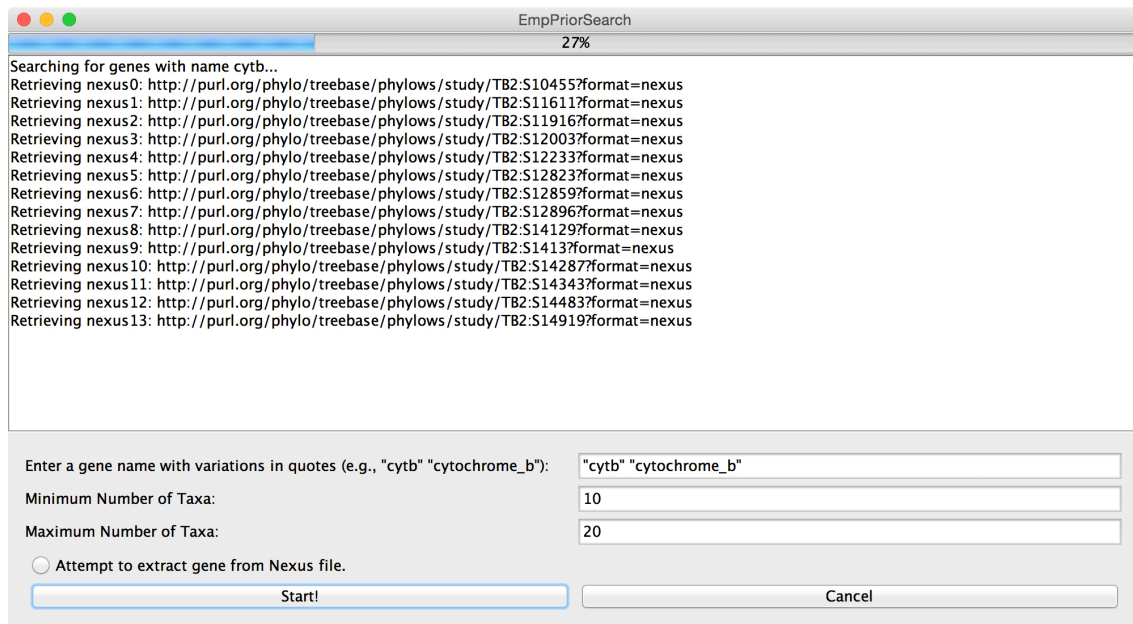 EmpPriorSearch
27%
Searching for genes with name cytb...
Retrieving nexus0: http://purl.org/phylo/treebase/phylows/study/TB2:S10455?format=nexus
Retrieving nexus1: http://purl.org/phylo/treebase/phylows/study/TB2:S11611?format=nexus
Retrieving nexus2: http://purl.org/phylo/treebase/phylows/study/TB2:S11916?format=nexus
Retrieving nexus3: http://purl.org/phylo/treebase/phylows/study/TB2:S12003?format=nexus
Retrieving nexus4: http://purl.org/phylo/treebase/phylows/study/TB2:S12233?format=nexus
Retrieving nexus5: http://purl.org/phylo/treebase/phylows/study/TB2:S12823?format=nexus
Retrieving nexus6: http://purl.org/phylo/treebase/phylows/study/TB2:S12859?format=nexus
Retrieving nexus7: http://purl.org/phylo/treebase/phylows/study/TB2:S12896?format=nexus
Retrieving nexus8: http://purl.org/phylo/treebase/phylows/study/TB2:S14129?format=nexus
Retrieving nexus9: http://purl.org/phylo/treebase/phylows/study/TB2:S1413?format=nexus
Retrieving nexus10: http://purl.org/phylo/treebase/phylows/study/TB2:S14287?format=nexus
Retrieving nexus11: http://purl.org/phylo/treebase/phylows/study/TB2:S14343?format=nexus
Retrieving nexus12: http://purl.org/phylo/treebase/phylows/study/TB2:S14483?format=nexus
Retrieving nexus13: http://purl.org/phylo/treebase/phylows/study/TB2:S14919?format=nexus
Enter a gene name with variations in quotes (e.g., "cytb" "cytochrome_b"): "cytb" "cytochrome_b"
Minimum Number of Taxa: 10
Maximum Number of Taxa: 20
Attempt to extract gene from Nexus file.
Start! Cancel